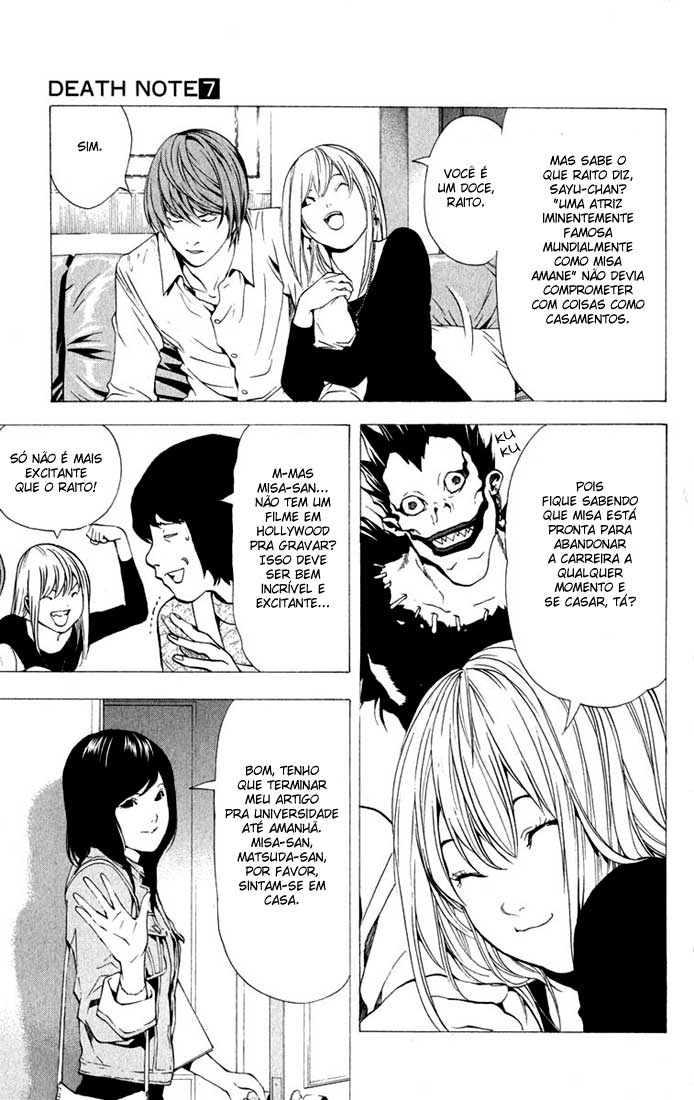 DEATH NOTE 7
MAS SABE O
QUE RAITO DIZ,
SAYU-CHAN?
"UMA ATRIZ
IMINENTEMENTE
FAMOSA
MUNDIALMENTE
COMO MISA
AMANE" NÃO DEVIA
COMPROMETER
COM COISAS COMO
CASAMENTOS.
VOCÊ É
UM DOCE,
RAITO.
SIM.
KU
KU
POIS
FIQUE SABENDO
QUE MISA ESTÁ
PRONTA PARA
ABANDONAR
A CARREIRA A
QUALQUER
MOMENTO E
SE CASAR, TÁ?
M-MAS
MISA-SAN...
NÃO TEM UM
FILME EM
HOLLYWOOD
PRA GRAVAR?
ISSO DEVE
SER BEM
INCRÍVEL E
EXCITANTE...
SÓ NÃO É MAIS
EXCITANTE
QUE O RAITO!
BOM, TENHO
QUE TERMINAR
MEU ARTIGO
PRA UNIVERSIDADE
ATÉ AMANHÃ.
MISA-SAN,
MATSUDA-SAN,
POR FAVOR,
SINTAM-SE EM
CASA.